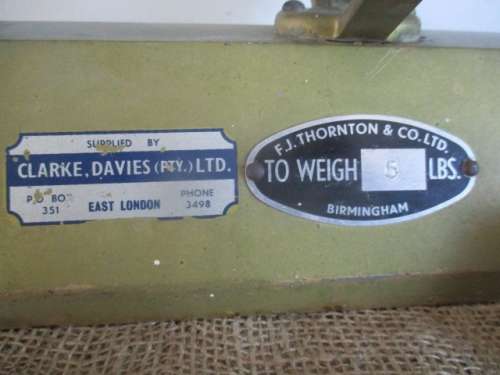 SUPPLIED BY
CLARKE, DAVIES (PTY.) LTD.
P.O BOX PHONE
351 EAST LONDON 3498
F.J. THORNTON & CO. LTD.
TO WEIGH 5 LBS.
BIRMINGHAM